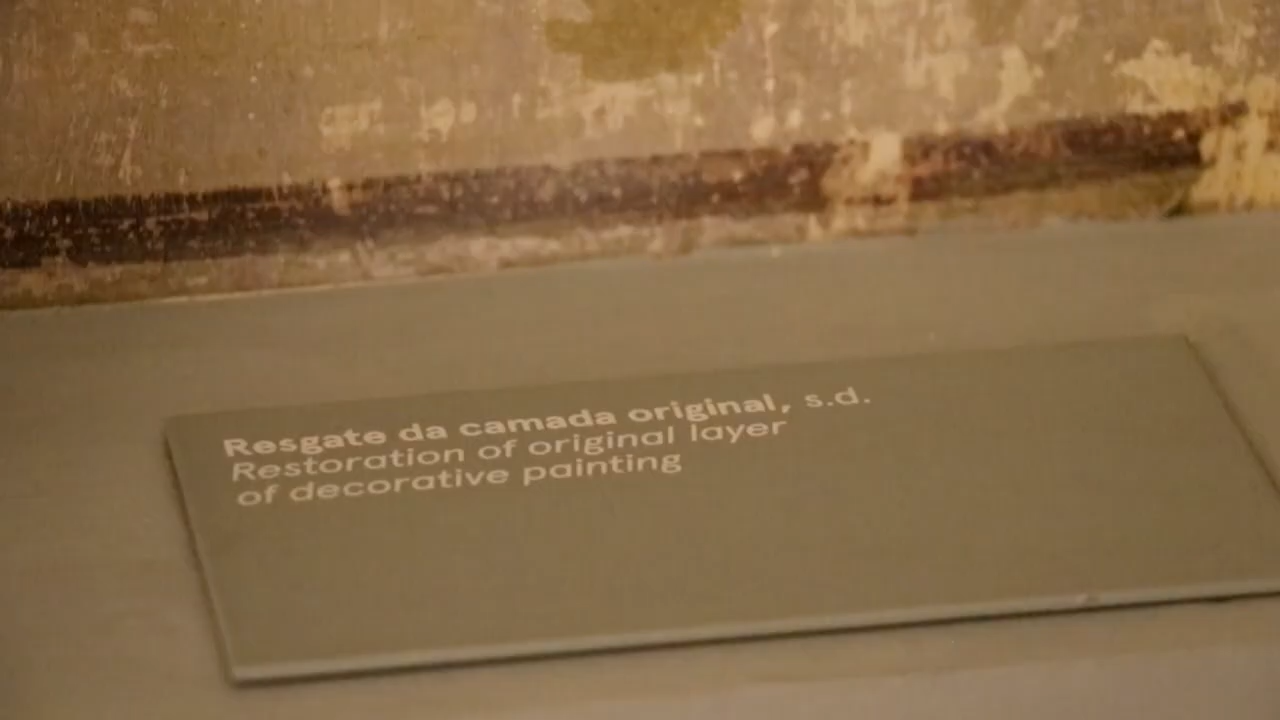 Resgate da camada original, s.d.
Restoration of original layer
of decorative painting